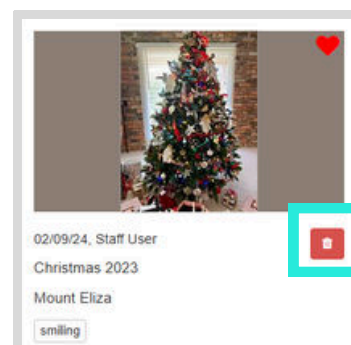 02/09/24, Staff User
Christmas 2023
Mount Eliza
smiling